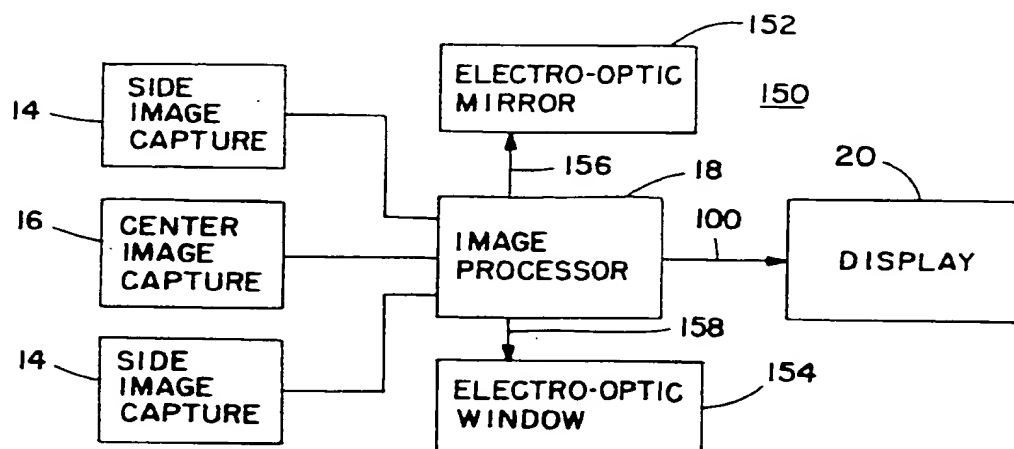 152
ELECTRO-OPTIC
MIRROR
150
14
SIDE
IMAGE
CAPTURE
156
18
20
16
CENTER
IMAGE
CAPTURE
IMAGE
PROCESSOR
100
DISPLAY
14
SIDE
IMAGE
CAPTURE
158
ELECTRO-OPTIC
WINDOW
154